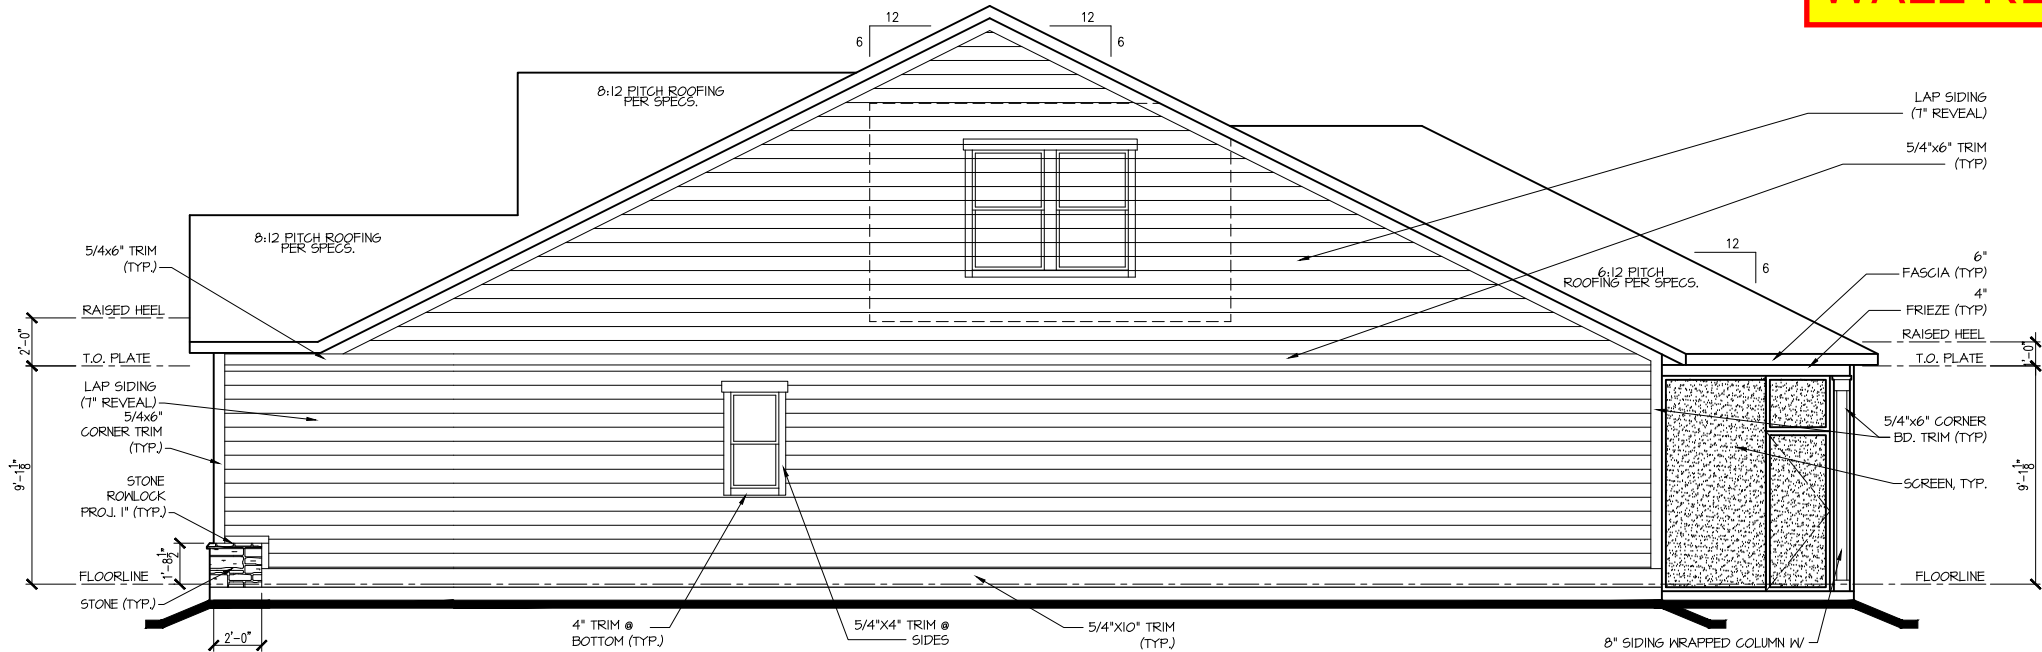 12
12
6
6
8:12 PITCH ROOFING
PER SPECS.
LAP SIDING
(7" REVEAL)
5/4"x6" TRIM
(TYP)
8:12 PITCH ROOFING
PER SPECS.
5/4x6" TRIM
(TYP.)
12
6
6:12 PITCH
ROOFING PER SPECS.
6"
FASCIA (TYP)
4"
FRIEZE (TYP)
RAISED HEEL
2'-0"
T.O. PLATE
RAISED HEEL
1'-0"
T.O. PLATE
LAP SIDING
(7" REVEAL)
5/4x6"
CORNER TRIM
(TYP.)
9'-1 1/8"
STONE
ROWLOCK
PROJ. 1" (TYP.)
1'-8 1/2"
FLOORLINE
STONE (TYP.)
2'-0"
5/4"x6" CORNER
BD. TRIM (TYP)
SCREEN, TYP.
9'-1 1/8"
FLOORLINE
4" TRIM @
BOTTOM (TYP.)
5/4"X4" TRIM @
SIDES
5/4"X10" TRIM
(TYP.)
8" SIDING WRAPPED COLUMN W/